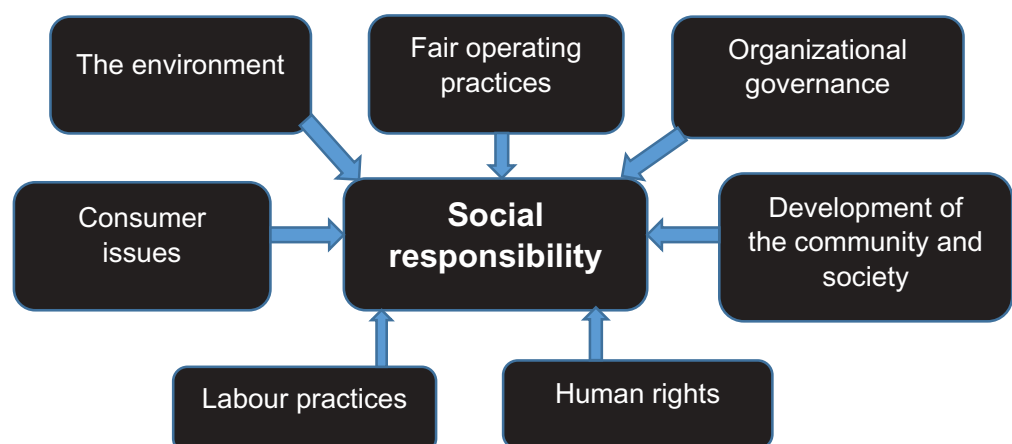 The environment
Fair operating
practices
Organizational
governance
Consumer
issues
Social
responsibility
Development of
the community and
society
Labour practices
Human rights